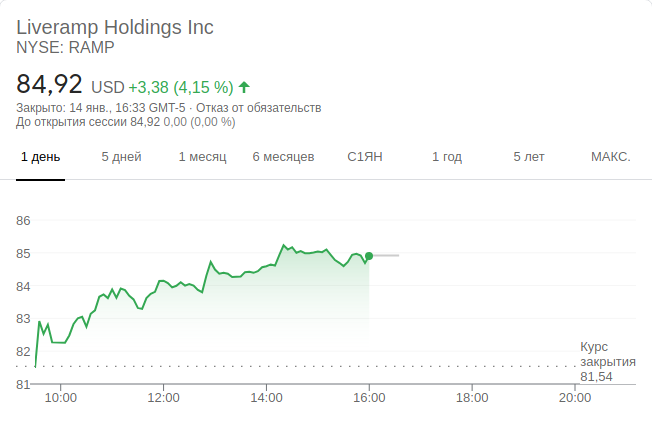 Liveramp Holdings Inc
NYSE: RAMP
84,92 USD +3,38 (4,15 %)
Закрыто: 14 янв., 16:33 GMT-5 · Отказ от обязательств
До открытия сессии 84,92 0,00 (0,00 %)
1 день 5 дней 1 месяц 6 месяцев С1ЯН 1 год 5 лет МАКС.
86
85
84
83
82
Курс
закрытия
81,54
81
10:00 12:00 14:00 16:00 18:00 20:00